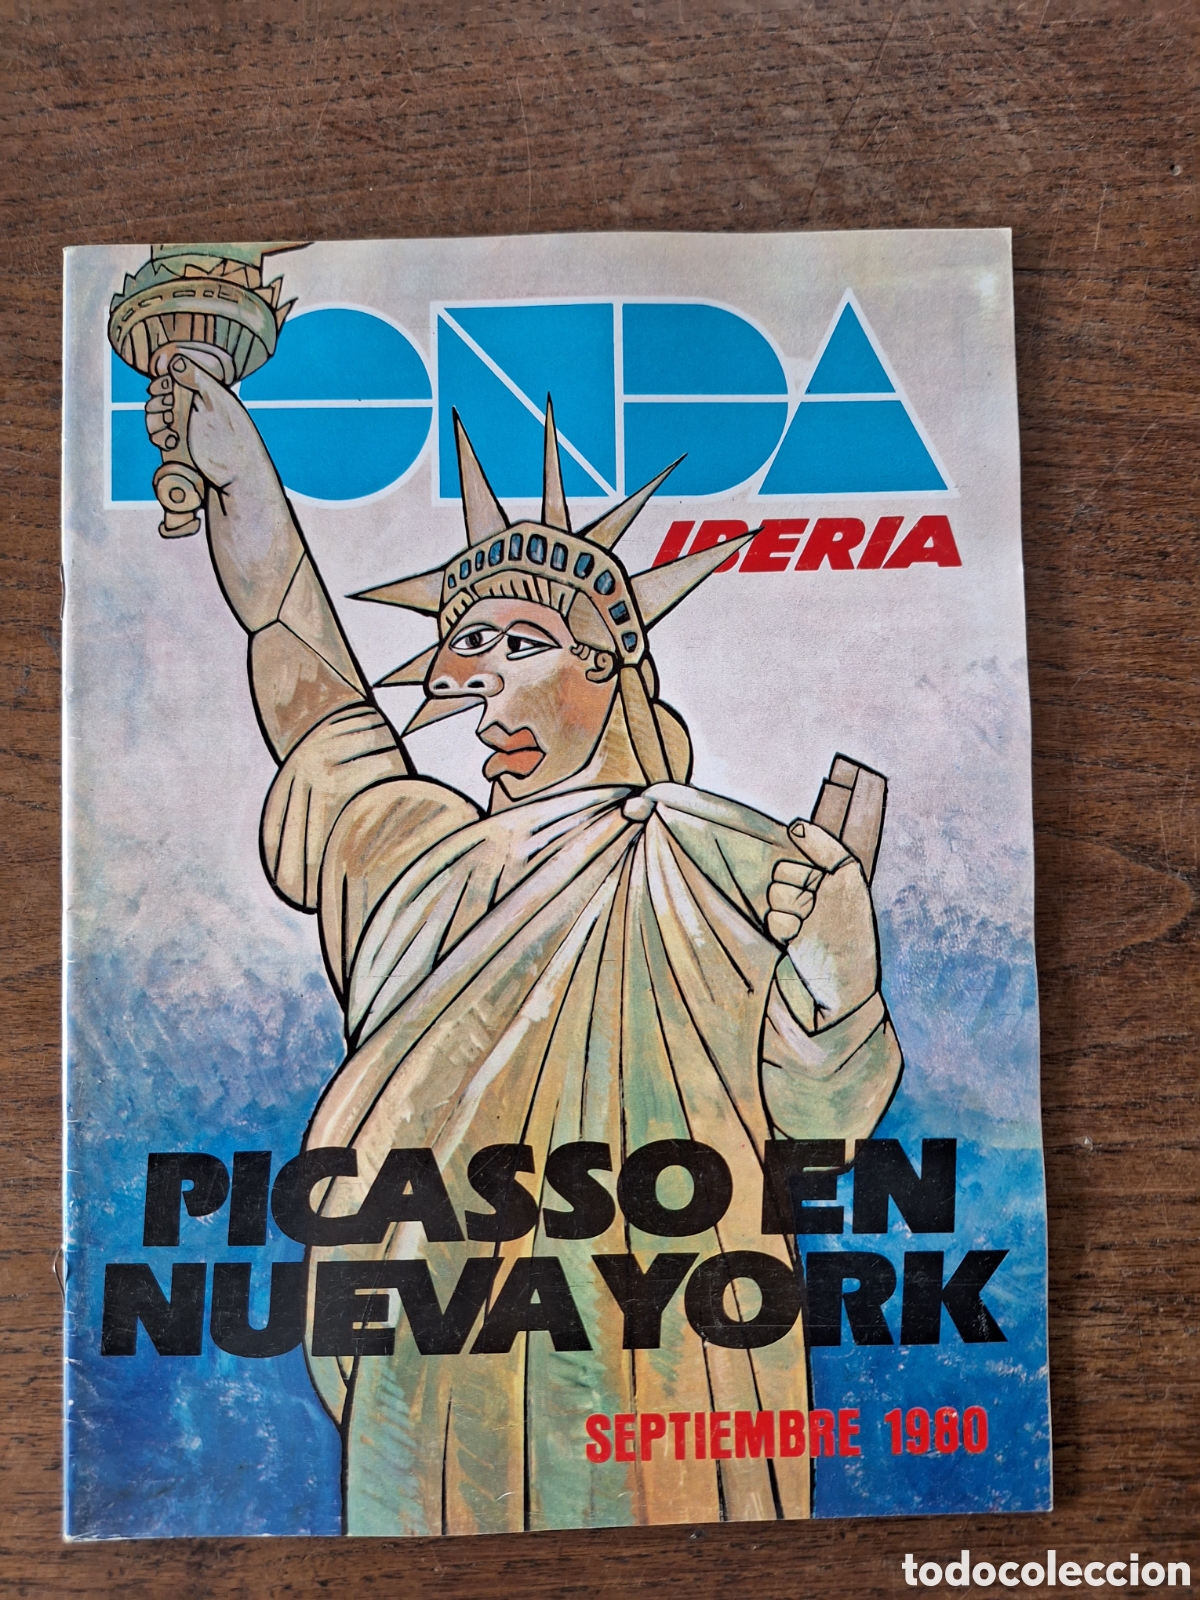 RONDA
IBERIA
PICASSO EN
NUEVA YORK
SEPTIEMBRE 1980
todocoleccion